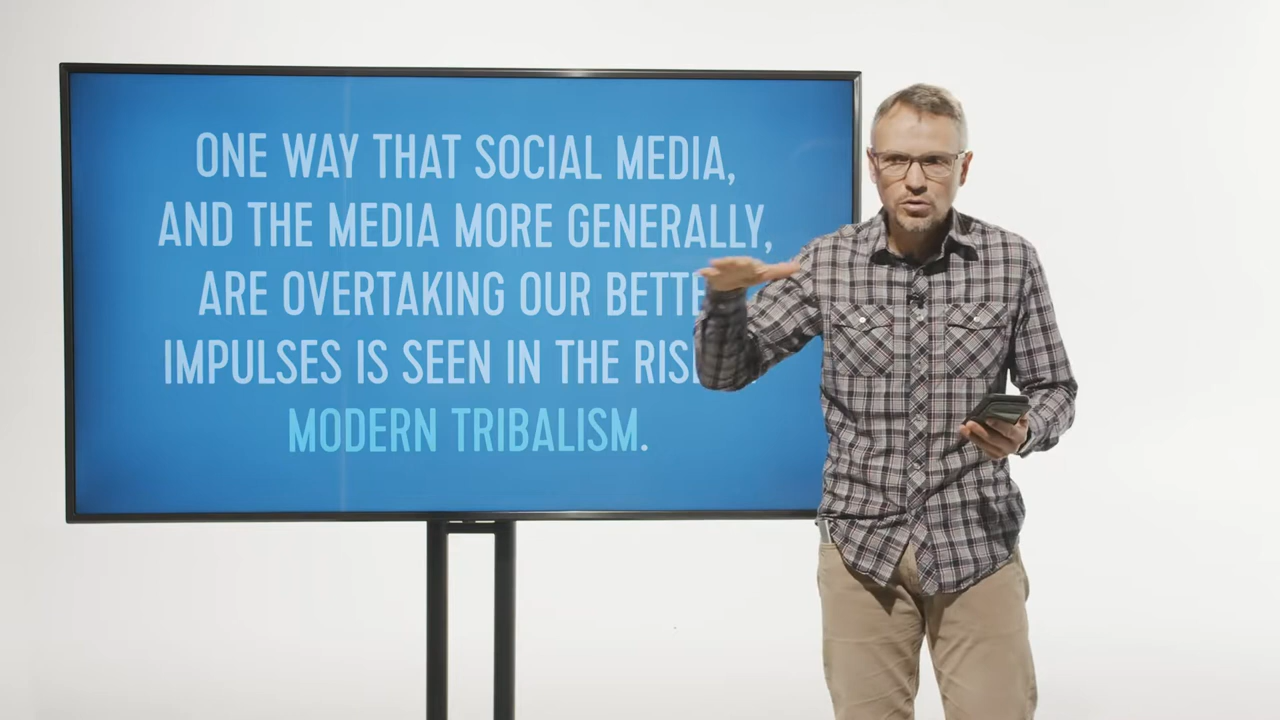 ONE WAY THAT SOCIAL MEDIA,
AND THE MEDIA MORE GENERALLY,
ARE OVERTAKING OUR
IMPULSES IS SEEN IN THE
MODERN TRIBALISM.